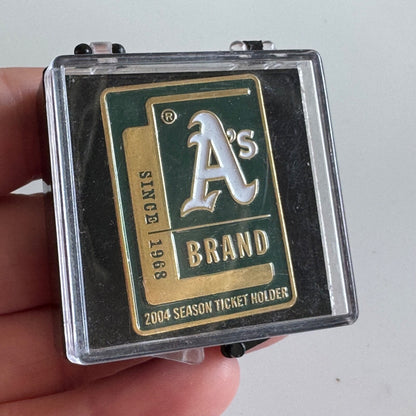 ®
A's
SINCE | 1968
BRAND
2004 SEASON TICKET HOLDER